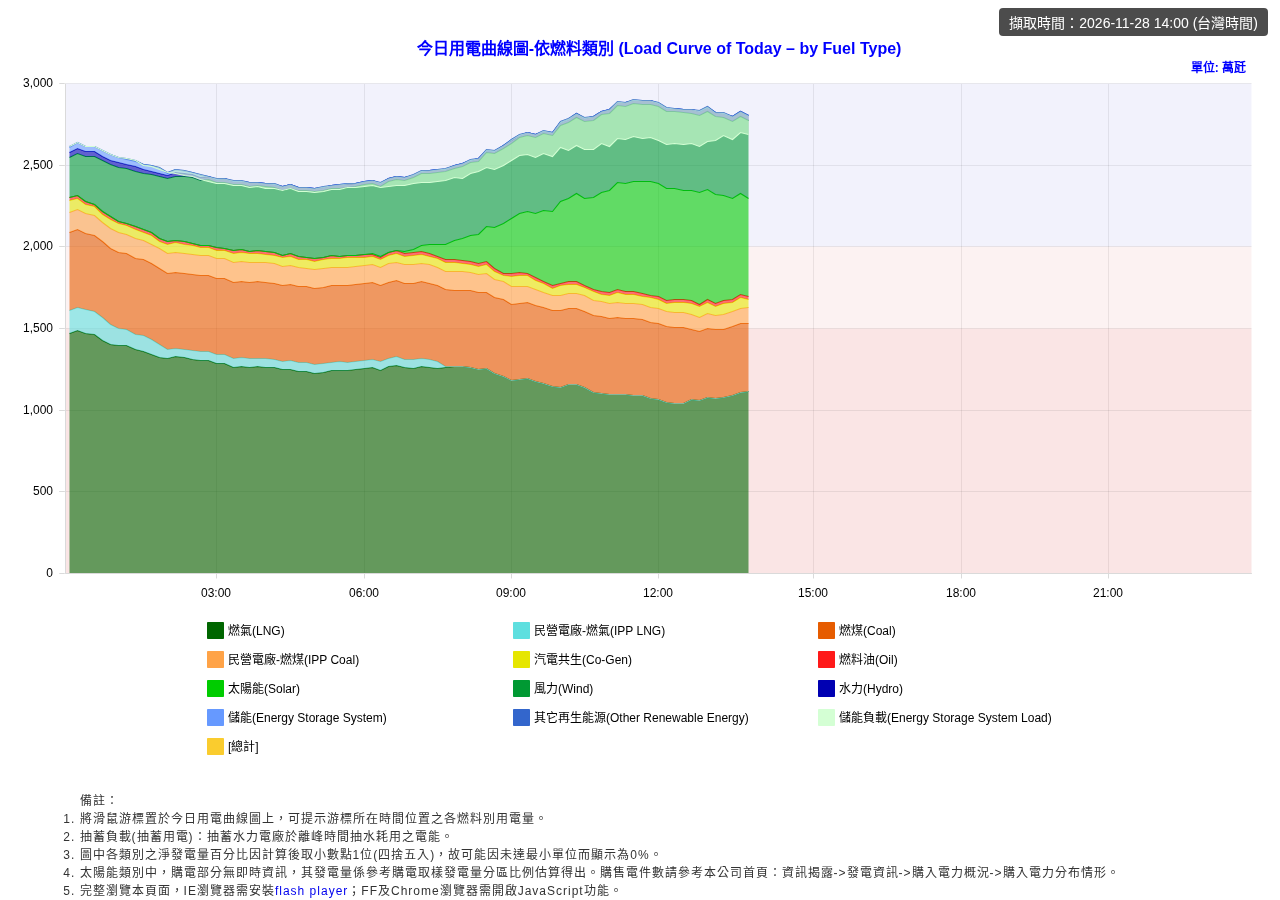 擷取時間：2026-11-28 14:00 (台灣時間)
今日用電曲線圖-依燃料類別 (Load Curve of Today – by Fuel Type)
單位: 萬瓩
3,000
2,500
2,000
1,500
1,000
500
0
03:00 06:00 09:00 12:00 15:00 18:00 21:00
燃氣(LNG) 民營電廠-燃氣(IPP LNG) 燃煤(Coal)
民營電廠-燃煤(IPP Coal) 汽電共生(Co-Gen) 燃料油(Oil)
太陽能(Solar) 風力(Wind) 水力(Hydro)
儲能(Energy Storage System) 其它再生能源(Other Renewable Energy) 儲能負載(Energy Storage System Load)
[總計]
備註：
1. 將滑鼠游標置於今日用電曲線圖上，可提示游標所在時間位置之各燃料別用電量。
2. 抽蓄負載(抽蓄用電)：抽蓄水力電廠於離峰時間抽水耗用之電能。
3. 圖中各類別之淨發電量百分比因計算後取小數點1位(四捨五入)，故可能因未達最小單位而顯示為0%。
4. 太陽能類別中，購電部分無即時資訊，其發電量係參考購電取樣發電量分區比例估算得出。購售電件數請參考本公司首頁：資訊揭露->發電資訊->購入電力概況->購入電力分布情形。
5. 完整瀏覽本頁面，IE瀏覽器需安裝flash player；FF及Chrome瀏覽器需開啟JavaScript功能。